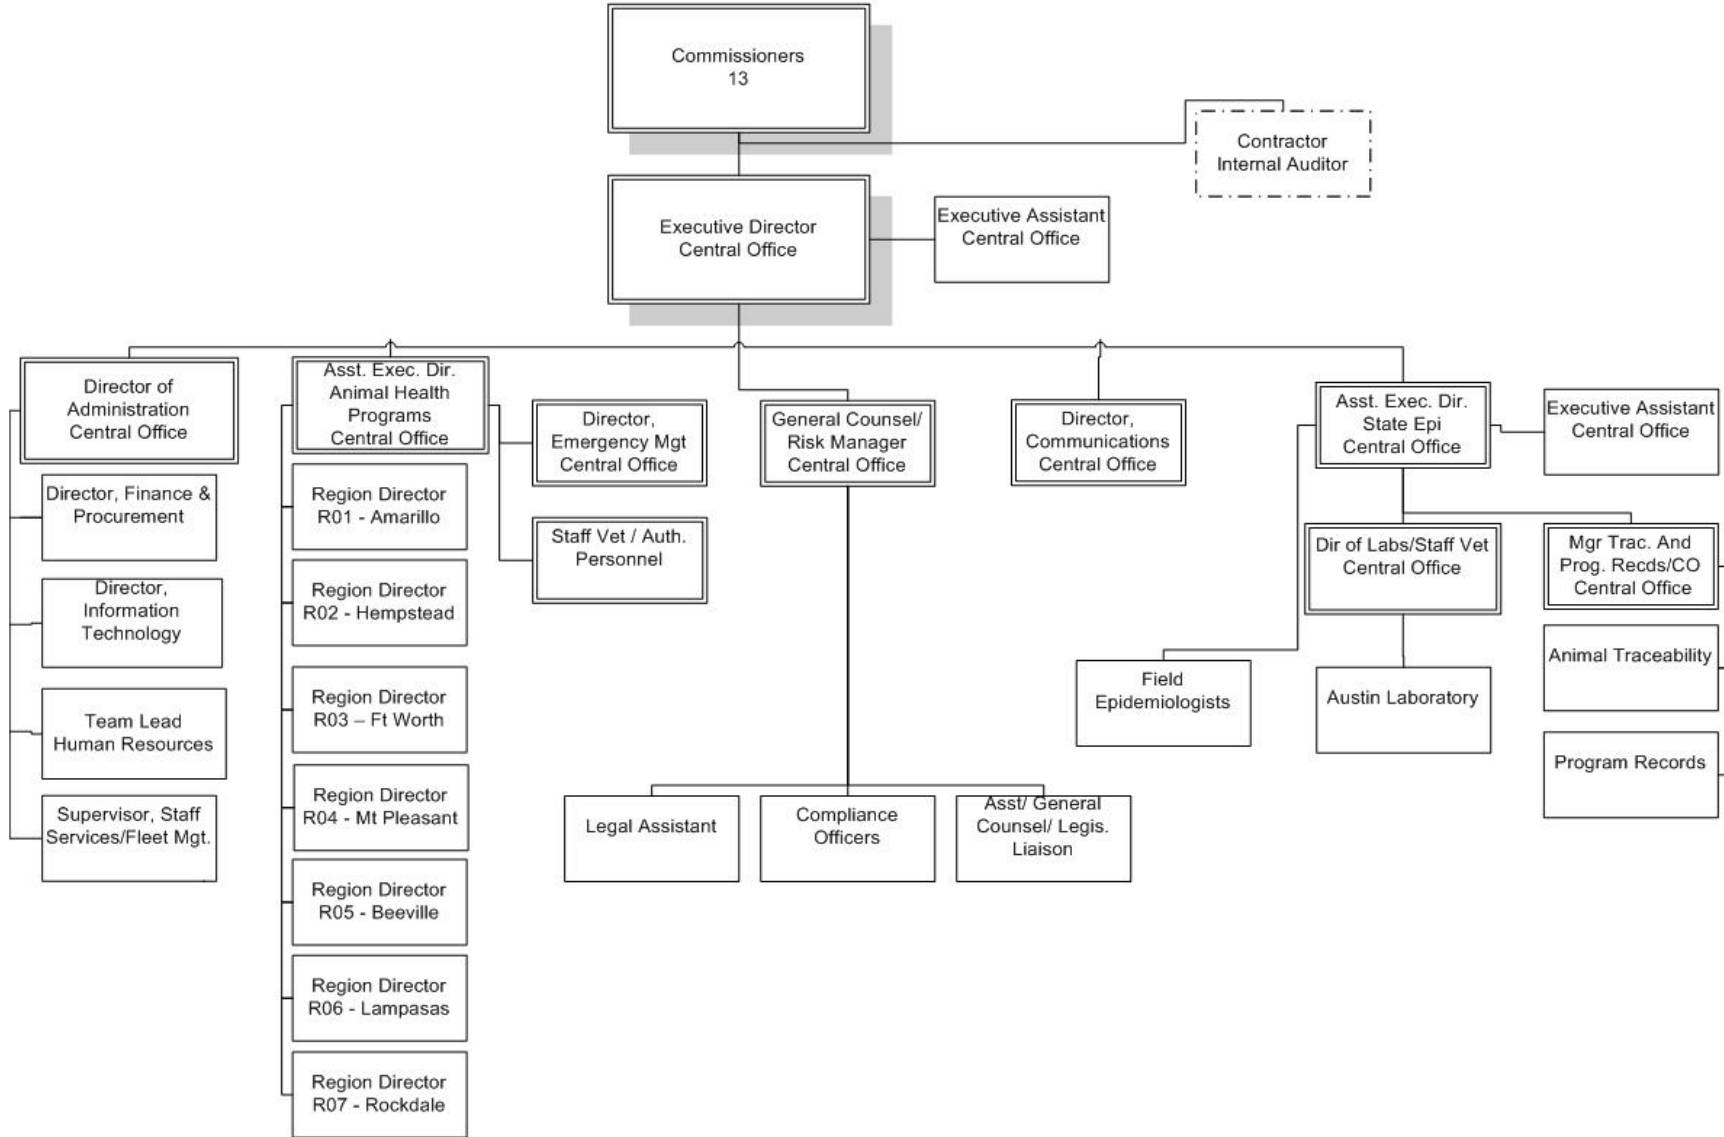 Commissioners
13
Contractor
Internal Auditor
Executive Director
Central Office
Executive Assistant
Central Office
Director of
Administration
Central Office
Director, Finance &
Procurement
Director,
Information
Technology
Team Lead
Human Resources
Supervisor, Staff
Services/Fleet Mgt.
Asst. Exec. Dir.
Animal Health
Programs
Central Office
Region Director
R01 - Amarillo
Region Director
R02 - Hempstead
Region Director
R03 – Ft Worth
Region Director
R04 - Mt Pleasant
Region Director
R05 - Beeville
Region Director
R06 - Lampasas
Region Director
R07 - Rockdale
Director,
Emergency Mgt
Central Office
Staff Vet / Auth.
Personnel
General Counsel/
Risk Manager
Central Office
Legal Assistant
Compliance
Officers
Asst/ General
Counsel/ Legis.
Liaison
Director,
Communications
Central Office
Asst. Exec. Dir.
State Epi
Central Office
Executive Assistant
Central Office
Field
Epidemiologists
Dir of Labs/Staff Vet
Central Office
Austin Laboratory
Mgr Trac. And
Prog. Recds/CO
Central Office
Animal Traceability
Program Records